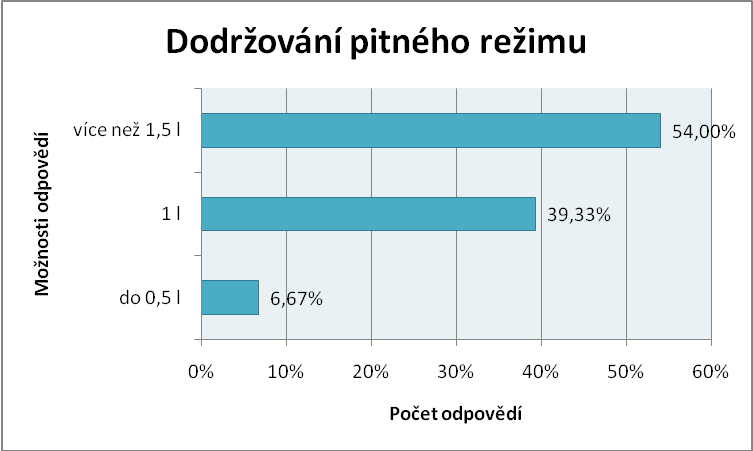 Dodržování pitného režimu
Možnosti odpovědí
více než 1,5 l
54,00%
1 l
39,33%
do 0,5 l
6,67%
0% 10% 20% 30% 40% 50% 60%
Počet odpovědí